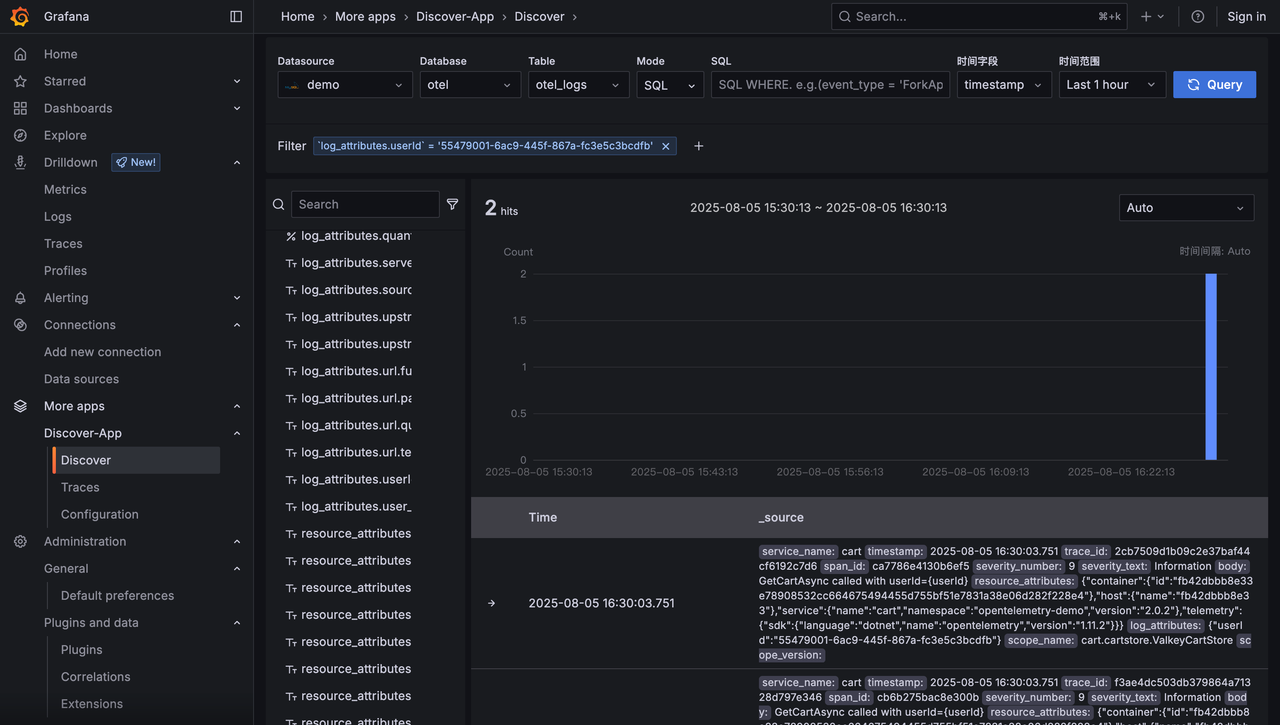 Grafana
Home › More apps › Discover-App › Discover ›
Search... ⌘+k
Sign in
Home
Starred
Dashboards
Explore
Drilldown New!
Metrics
Logs
Traces
Profiles
Alerting
Connections
Add new connection
Data sources
More apps
Discover-App
Discover
Traces
Configuration
Administration
General
Default preferences
Plugins and data
Plugins
Correlations
Extensions
Datasource Database Table Mode SQL 时间字段 时间范围
demo otel otel_logs SQL SQL WHERE. e.g.(event_type = 'ForkAp timestamp Last 1 hour Query
Filter `log_attributes.userId` = '55479001-6ac9-445f-867a-fc3e5c3bcdfb' × +
Search
log_attributes.quan
log_attributes.serve
log_attributes.sourc
log_attributes.upstr
log_attributes.upstr
log_attributes.url.fu
log_attributes.url.pa
log_attributes.url.qu
log_attributes.url.te
log_attributes.userI
log_attributes.user_
resource_attributes
resource_attributes
resource_attributes
resource_attributes
resource_attributes
resource_attributes
resource_attributes
resource_attributes
2 hits 2025-08-05 15:30:13 ~ 2025-08-05 16:30:13 Auto
Count 时间间隔: Auto
2
1.5
1
0.5
0
2025-08-05 15:30:13 2025-08-05 15:43:13 2025-08-05 15:56:13 2025-08-05 16:09:13 2025-08-05 16:22:13
Time _source
2025-08-05 16:30:03.751
service_name: cart timestamp: 2025-08-05 16:30:03.751 trace_id: 2cb7509d1b09c2e37baf44
cf6192c7d6 span_id: ca7786e4130b6ef5 severity_number: 9 severity_text: Information body:
GetCartAsync called with userId={userId} resource_attributes: {"container":{"id":"fb42dbbb8e33
e78908532cc664675494455d755bf51e7831a38e06d282f228e4"},"host":{"name":"fb42dbbb8e3
3"},"service":{"name":"cart","namespace":"opentelemetry-demo","version":"2.0.2"},"telemetry":
{"sdk":{"language":"dotnet","name":"opentelemetry","version":"1.11.2"}}} log_attributes: {"userI
d":"55479001-6ac9-445f-867a-fc3e5c3bcdfb"} scope_name: cart.cartstore.ValkeyCartStore sc
ope_version:
service_name: cart timestamp: 2025-08-05 16:30:03.751 trace_id: f3ae4dc503db379864a713
28d797e346 span_id: cb6b275bac8e300b severity_number: 9 severity_text: Information bod
y: GetCartAsync called with userId={userId} resource_attributes: {"container":{"id":"fb42dbbb8